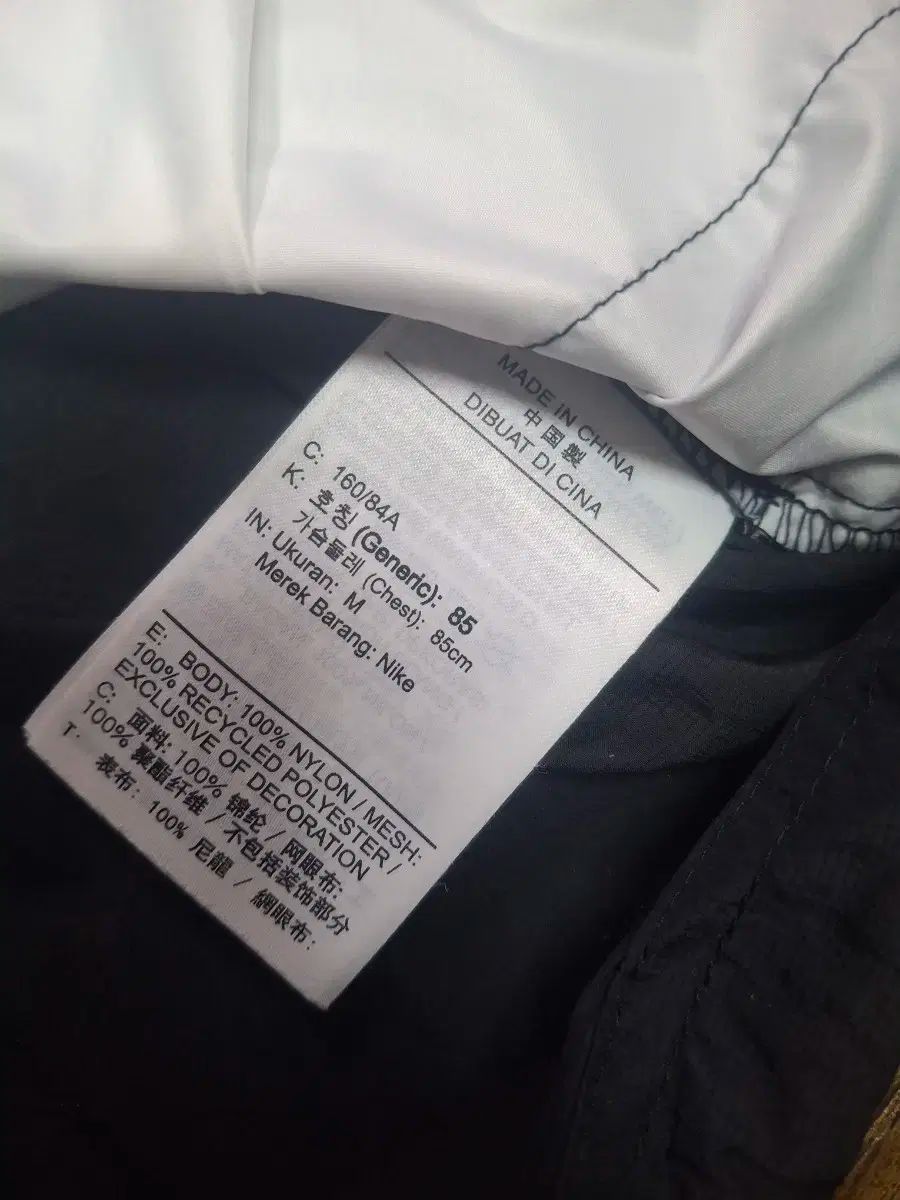 MADE IN CHINA
中国製
DIBUAT DI CINA
C: 160/84A
K: 호칭 (Generic): 85
가슴둘레 (Chest): 85cm
IN: Ukuran: M
Merek Barang: Nike
E: BODY: 100% NYLON / MESH:
100% RECYCLED POLYESTER /
EXCLUSIVE OF DECORATION
C: 面料: 100% 锦纶 / 网眼布:
100% 聚酯纤维 / 不包括装饰部分
T: 表布: 100% 尼龍 / 網眼布: